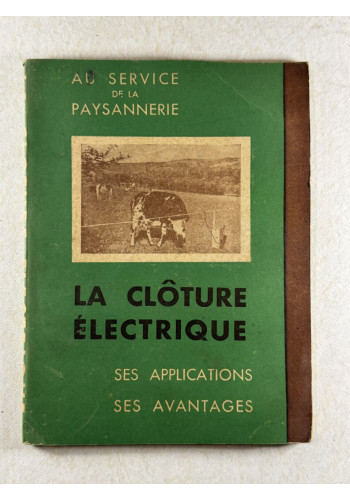 AU SERVICE
DE LA
PAYSANNERIE
LA CLÔTURE
ÉLECTRIQUE
SES APPLICATIONS
SES AVANTAGES